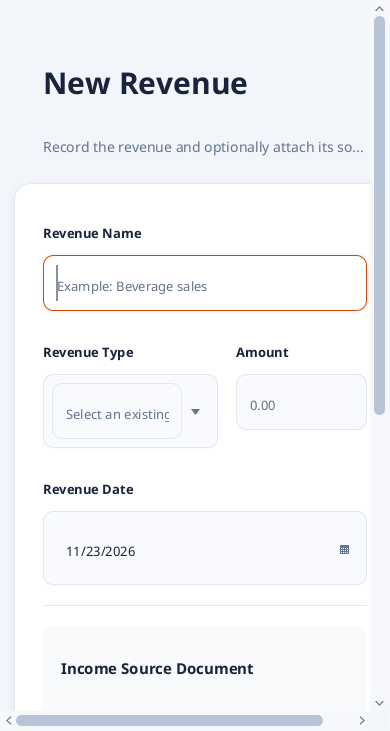 New Revenue
Record the revenue and optionally attach its so...
Revenue Name
Example: Beverage sales
Revenue Type
Amount
Select an existing
0.00
Revenue Date
11/23/2026
Income Source Document